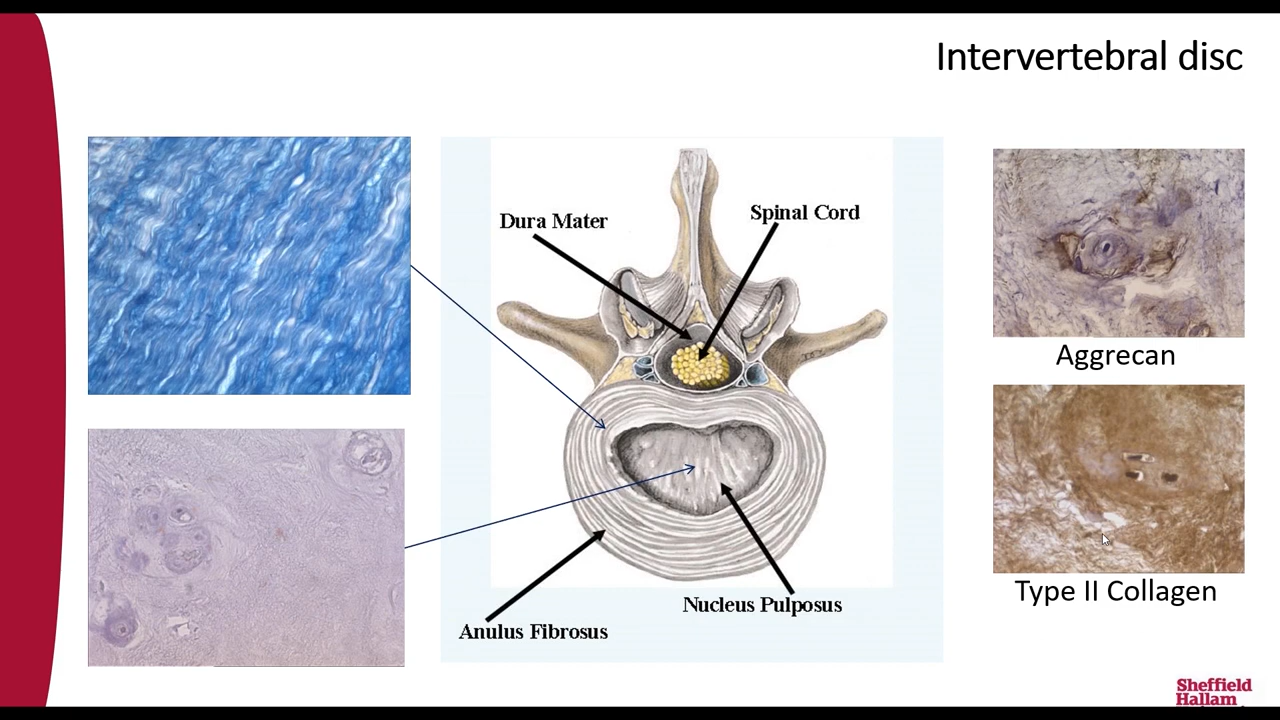 Intervertebral disc
Dura Mater
Spinal Cord
Aggrecan
Type II Collagen
Nucleus Pulposus
Anulus Fibrosus
Sheffield
Hallam